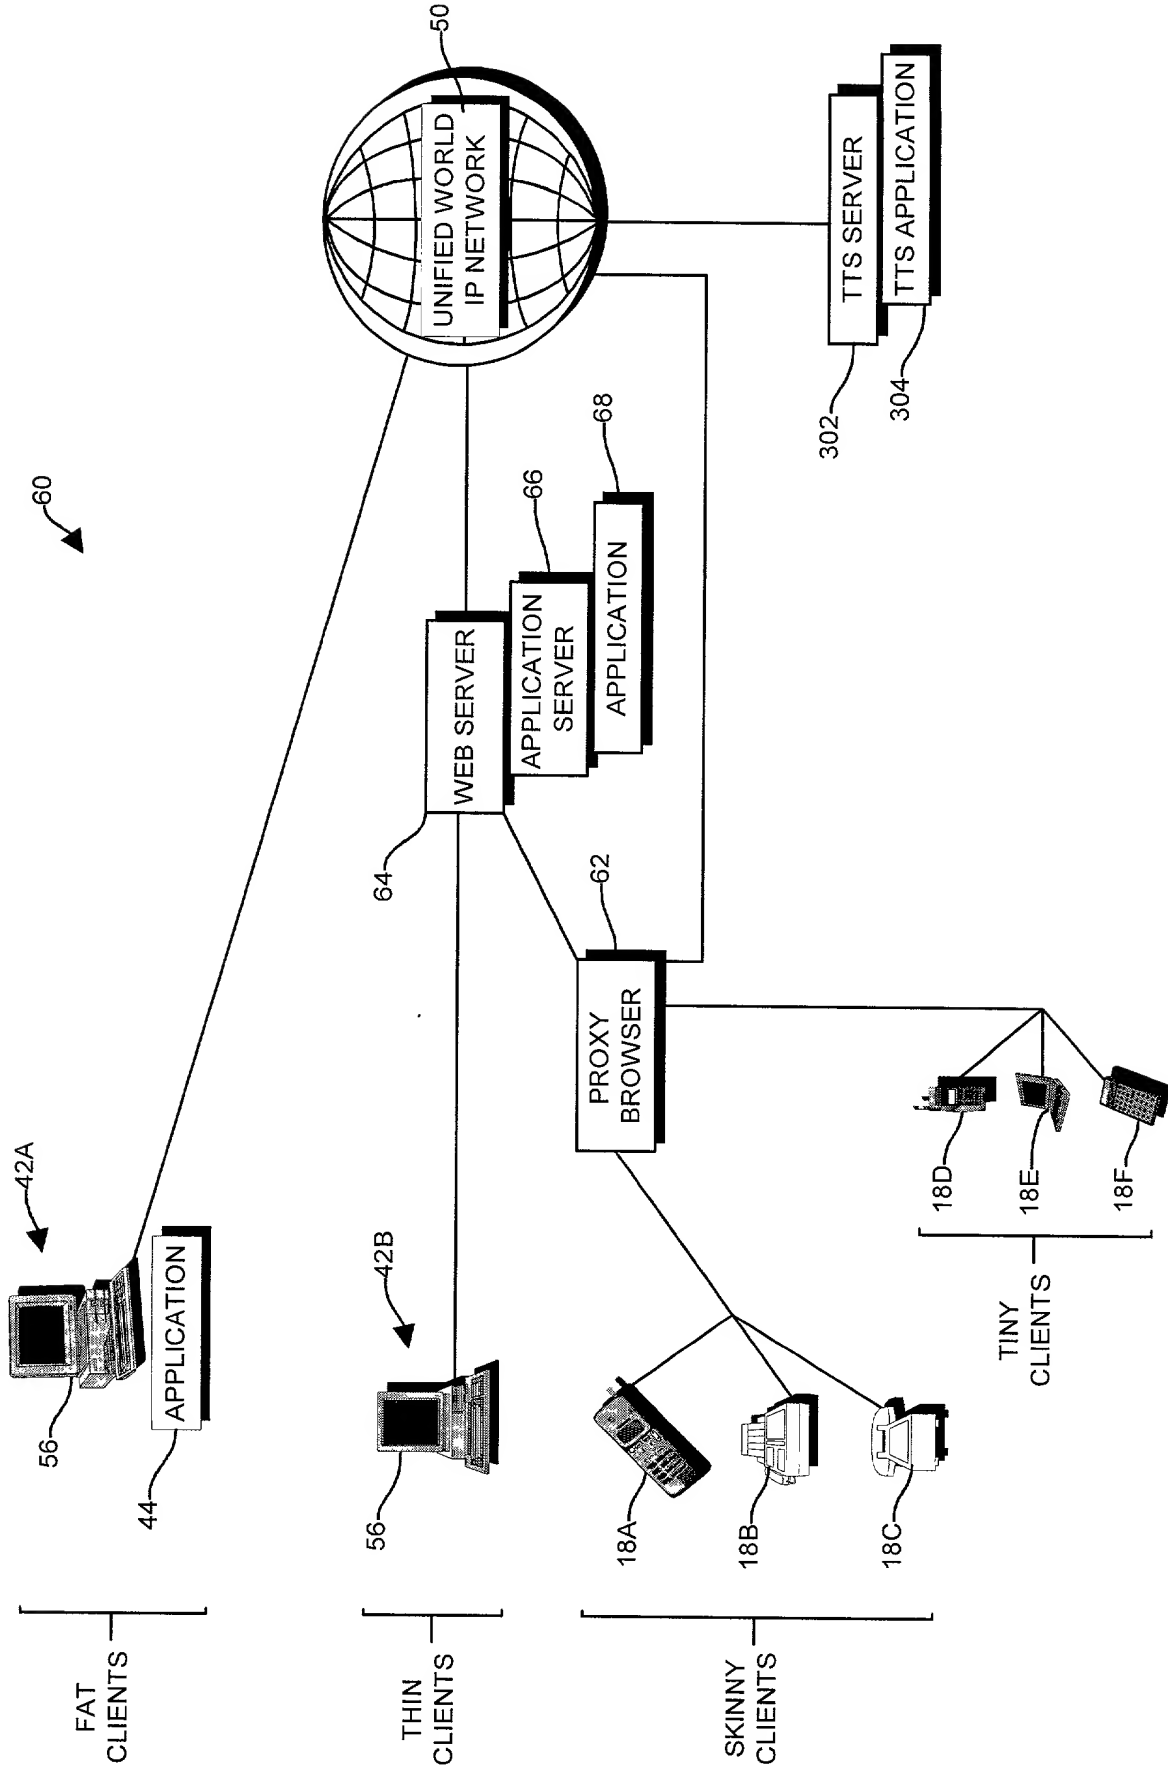 60
FAT
CLIENTS
56
42A
44
APPLICATION
50
UNIFIED WORLD
IP NETWORK
THIN
CLIENTS
56
42B
64
WEB SERVER
66
APPLICATION
SERVER
68
APPLICATION
62
PROXY
BROWSER
SKINNY
CLIENTS
18A
18B
18C
TINY
CLIENTS
18D
18E
18F
302
TTS SERVER
304
TTS APPLICATION